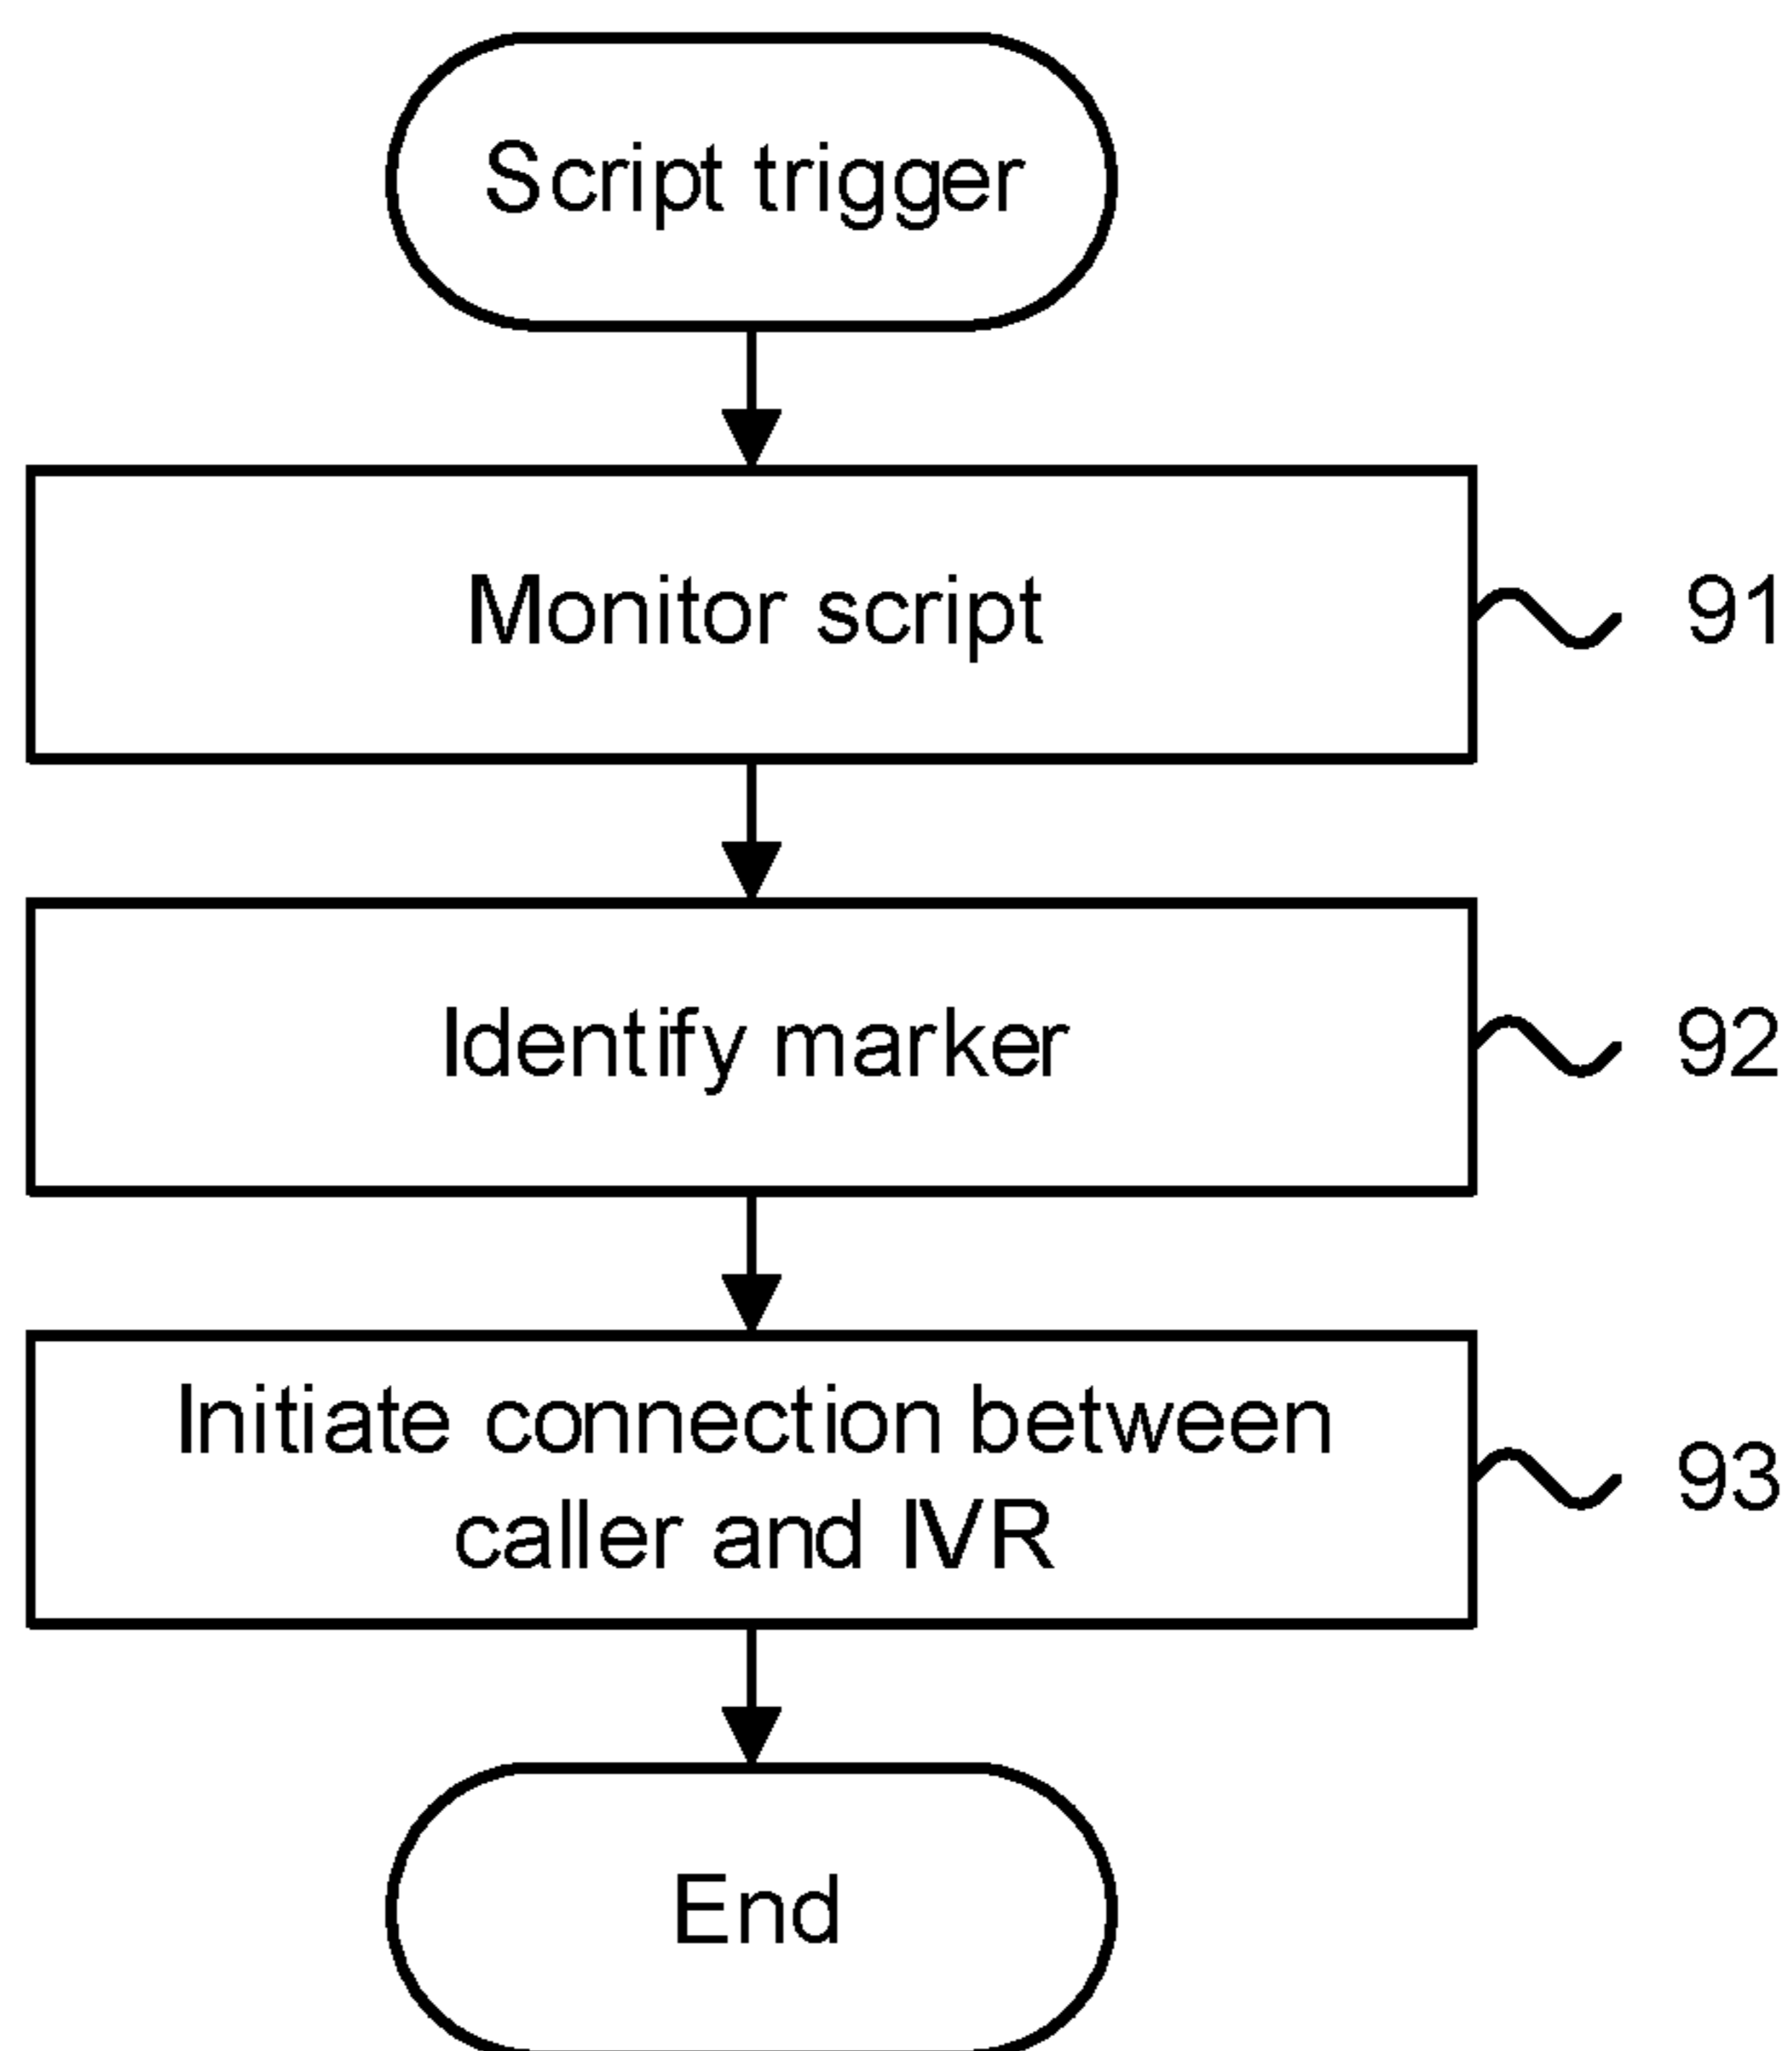 Script trigger
Monitor script
91
Identify marker
92
Initiate connection between
caller and IVR
93
End